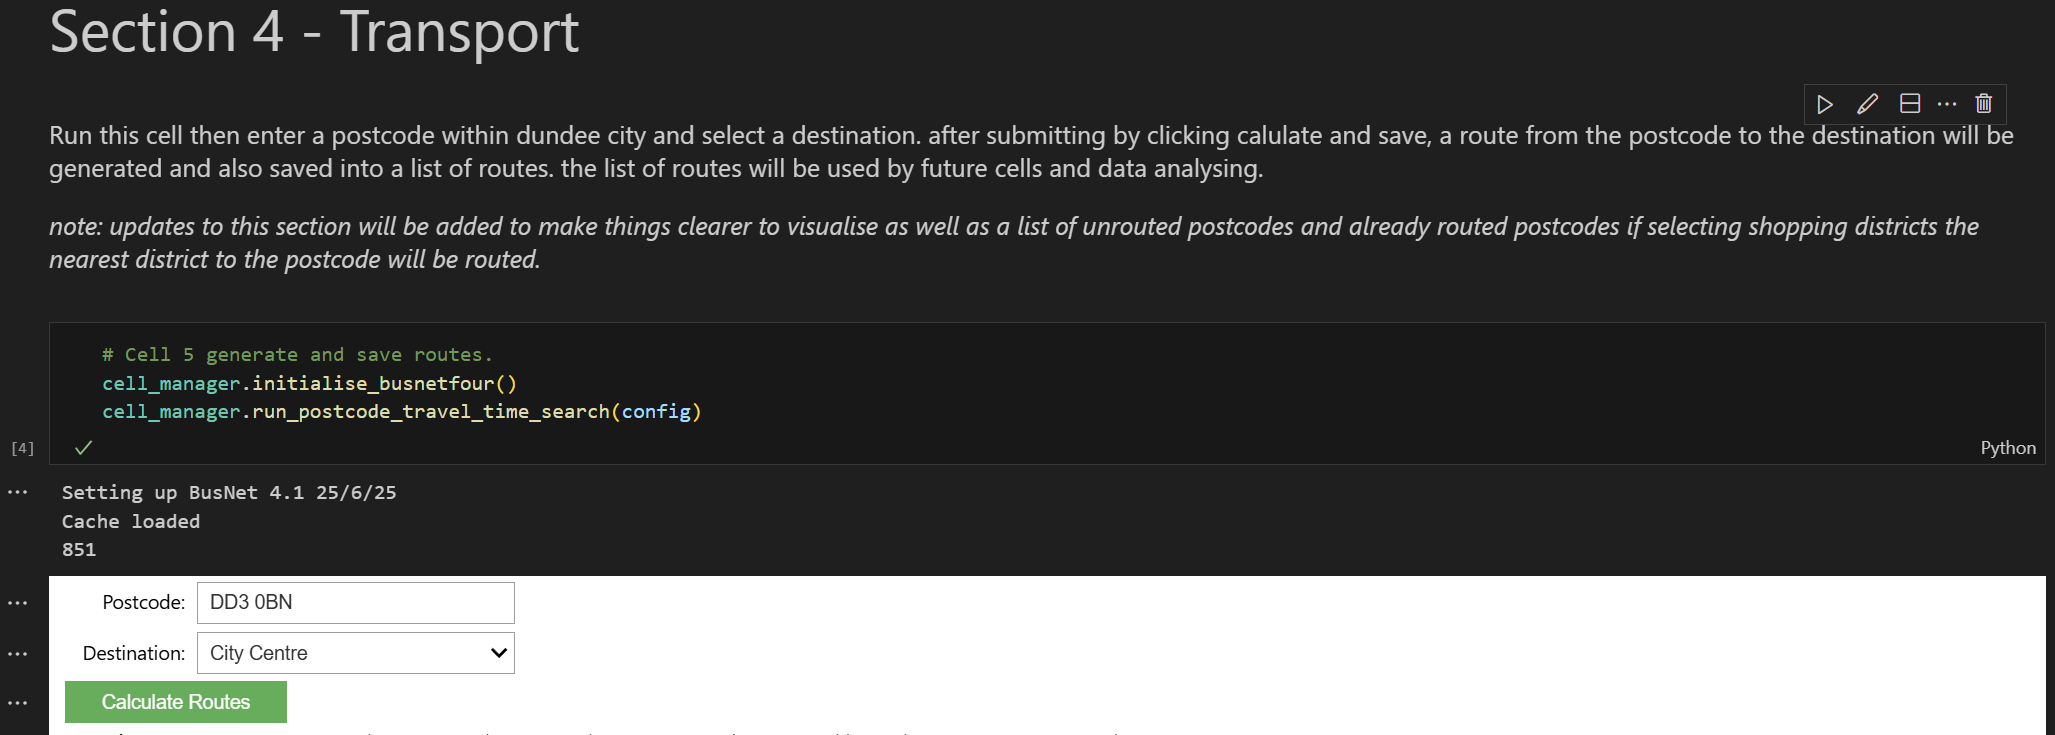 Section 4 - Transport
Run this cell then enter a postcode within dundee city and select a destination. after submitting by clicking calulate and save, a route from the postcode to the destination will be
generated and also saved into a list of routes. the list of routes will be used by future cells and data analysing.
note: updates to this section will be added to make things clearer to visualise as well as a list of unrouted postcodes and already routed postcodes if selecting shopping districts the
nearest district to the postcode will be routed.
# Cell 5 generate and save routes.
cell_manager.initialise_busnetfour()
cell_manager.run_postcode_travel_time_search(config)
[4]
Python
Setting up BusNet 4.1 25/6/25
Cache loaded
851
Postcode: DD3 0BN
Destination: City Centre
Calculate Routes